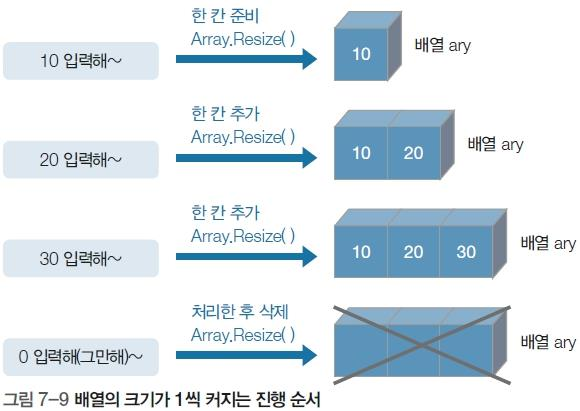 한 칸 준비
Array.Resize( )
10 입력해~
10
배열 ary
한 칸 추가
Array.Resize( )
20 입력해~
10 20
배열 ary
한 칸 추가
Array.Resize( )
30 입력해~
10 20 30
배열 ary
처리한 후 삭제
Array.Resize( )
0 입력해(그만해)~
배열 ary
그림 7-9 배열의 크기가 1씩 커지는 진행 순서